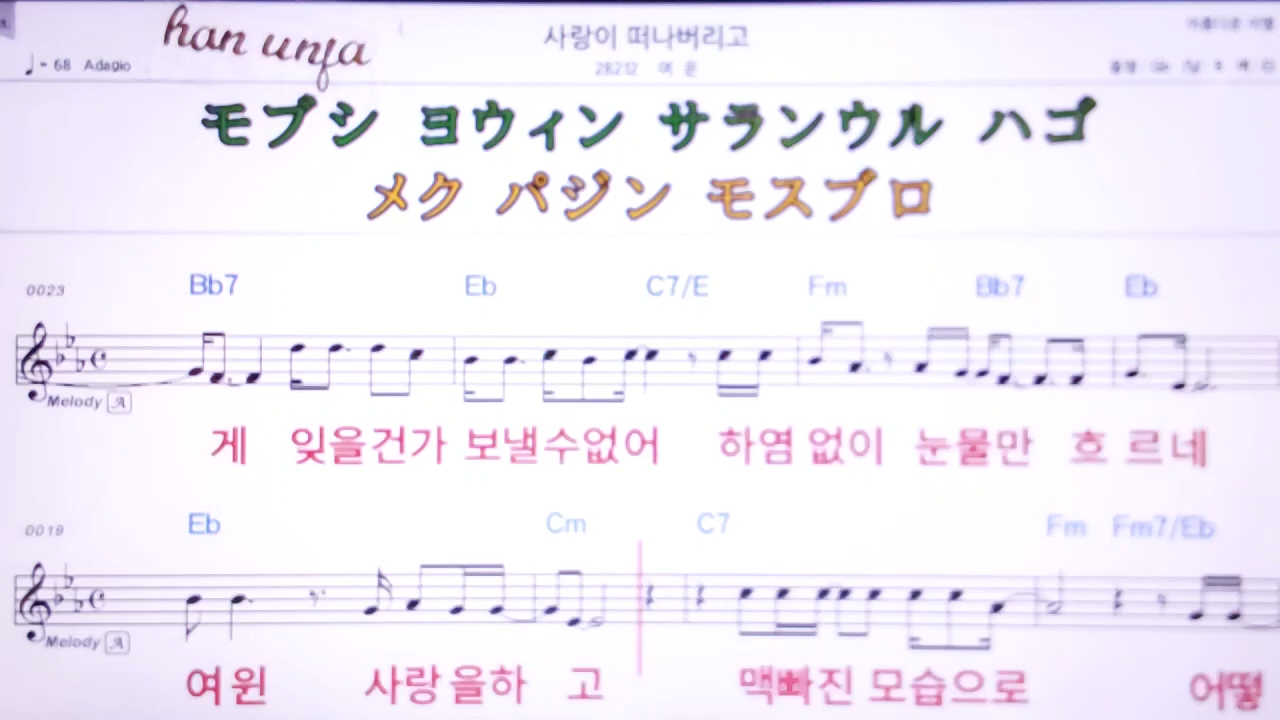 han unja
사랑이 떠나버리고
♩= 68 Adagio
28212 여 운
モブシ ヨウィン サランウル ハゴ
メク パジン モスブロ
0023 Bb7 Eb C7/E Fm Bb7 Eb
Melody A
게 잊을건가 보낼수없어 하염 없이 눈물만 흐르네
0019 Eb Cm C7 Fm Fm7/Eb
Melody A
여윈 사랑을하 고 맥빠진 모습으로 어떻